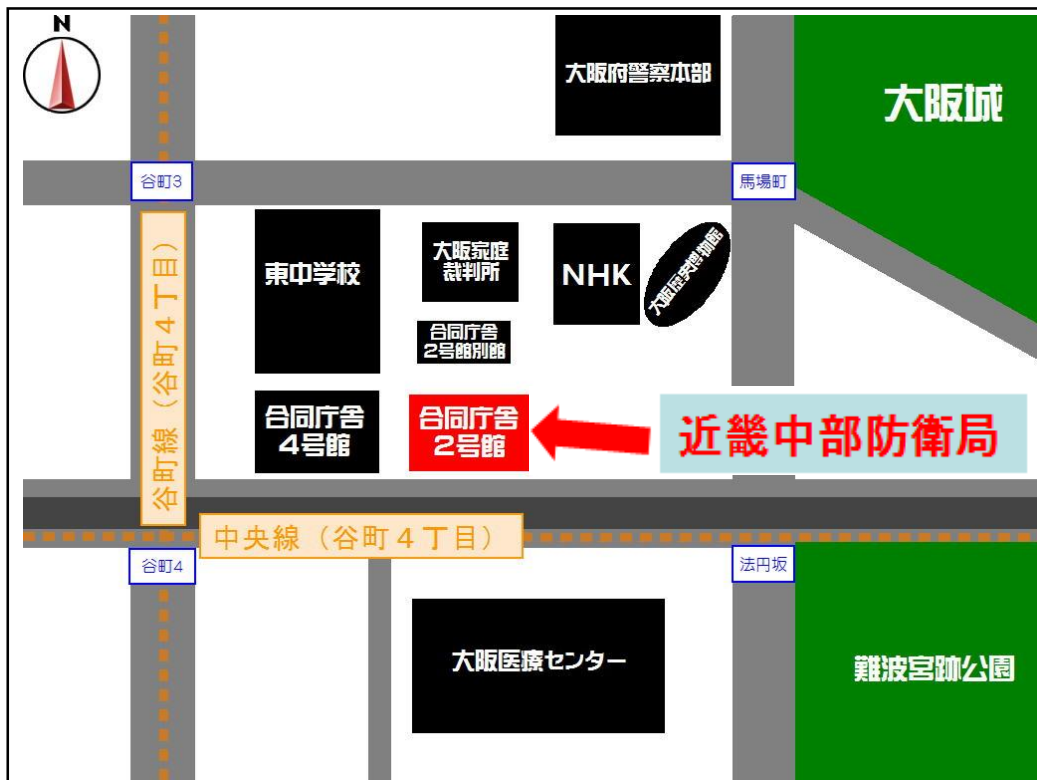 N
大阪府警察本部
大阪城
谷町3
馬場町
谷町線（谷町４丁目）
東中学校
大阪家庭
裁判所
NHK
大阪歴史博物館
合同庁舎
2号館別館
合同庁舎
4号館
合同庁舎
2号館
近畿中部防衛局
中央線（谷町４丁目）
谷町4
法円坂
大阪医療センター
難波宮跡公園